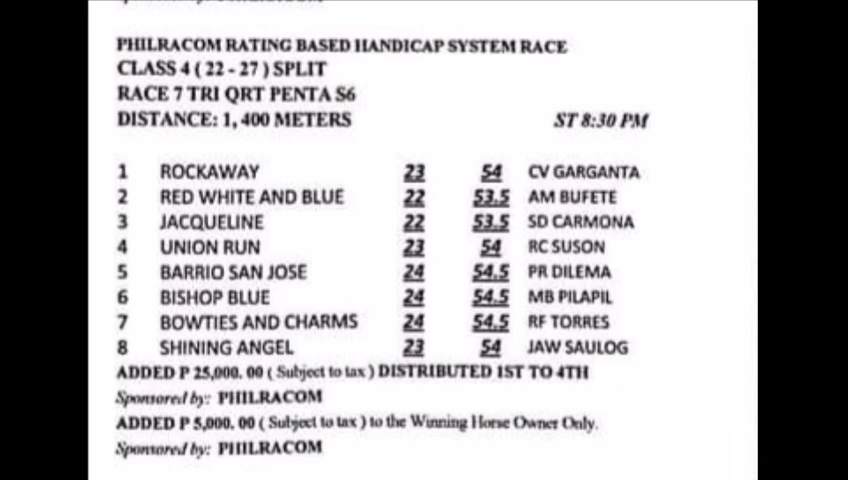 PHILRACOM RATING BASED HANDICAP SYSTEM RACE
CLASS 4 ( 22 - 27 ) SPLIT
RACE 7 TRI QRT PENTA S6
DISTANCE: 1, 400 METERS ST 8:30 PM
1 ROCKAWAY 23 54 CV GARGANTA
2 RED WHITE AND BLUE 22 53.5 AM BUFETE
3 JACQUELINE 22 53.5 SD CARMONA
4 UNION RUN 23 54 RC SUSON
5 BARRIO SAN JOSE 24 54.5 PR DILEMA
6 BISHOP BLUE 24 54.5 MB PILAPIL
7 BOWTIES AND CHARMS 24 54.5 RF TORRES
8 SHINING ANGEL 23 54 JAW SAULOG
ADDED P 25,000. 00 ( Subject to tax ) DISTRIBUTED 1ST TO 4TH
Sponsored by: PHILRACOM
ADDED P 5,000. 00 ( Subject to tax ) to the Winning Horse Owner Only.
Sponsored by: PHILRACOM